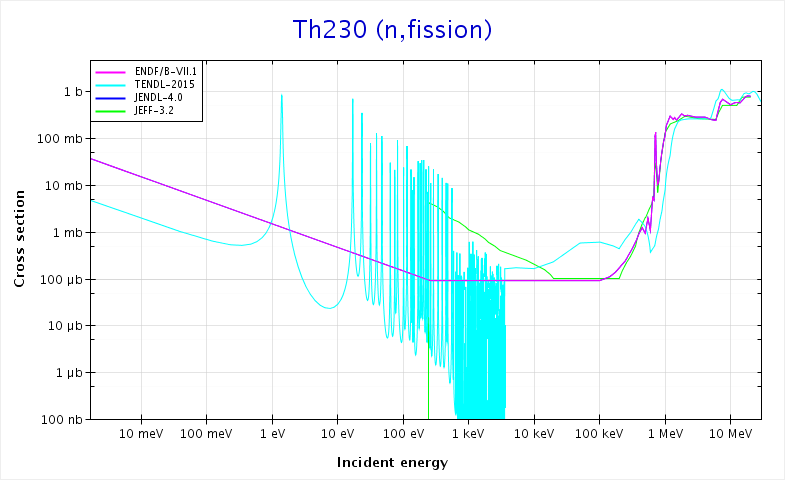 Th230 (n,fission)
ENDF/B-VII.1
TENDL-2015
JENDL-4.0
JEFF-3.2
1 b
100 mb
10 mb
1 mb
100 µb
10 µb
1 µb
100 nb
Cross section
10 meV 100 meV 1 eV 10 eV 100 eV 1 keV 10 keV 100 keV 1 MeV 10 MeV
Incident energy